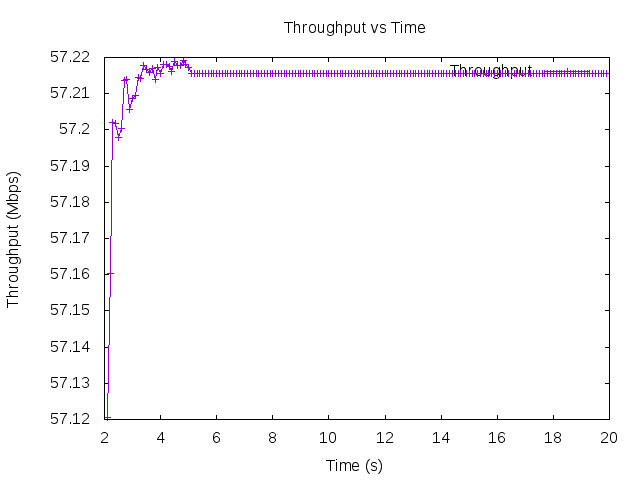 Throughput vs Time
57.22
57.21
57.2
57.19
57.18
57.17
57.16
57.15
57.14
57.13
57.12
Throughput (Mbps)
Throughput
2 4 6 8 10 12 14 16 18 20
Time (s)